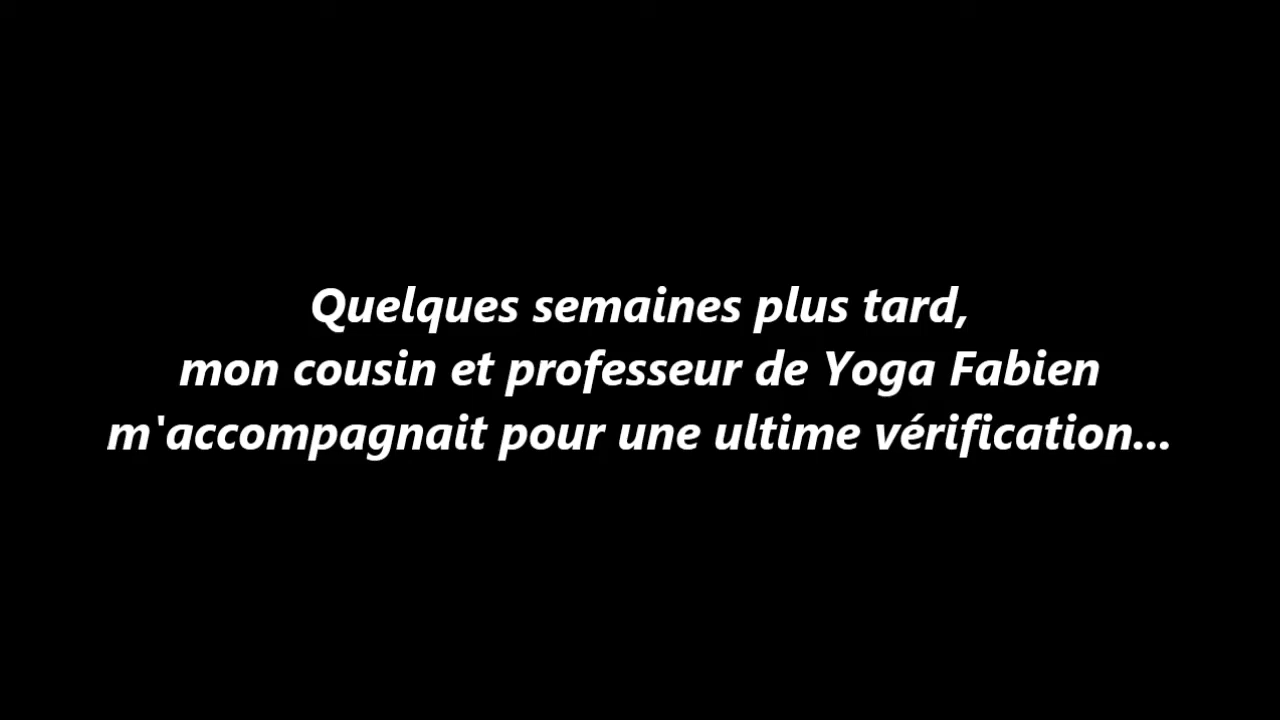 Quelques semaines plus tard,
mon cousin et professeur de Yoga Fabien
m'accompagnait pour une ultime vérification...